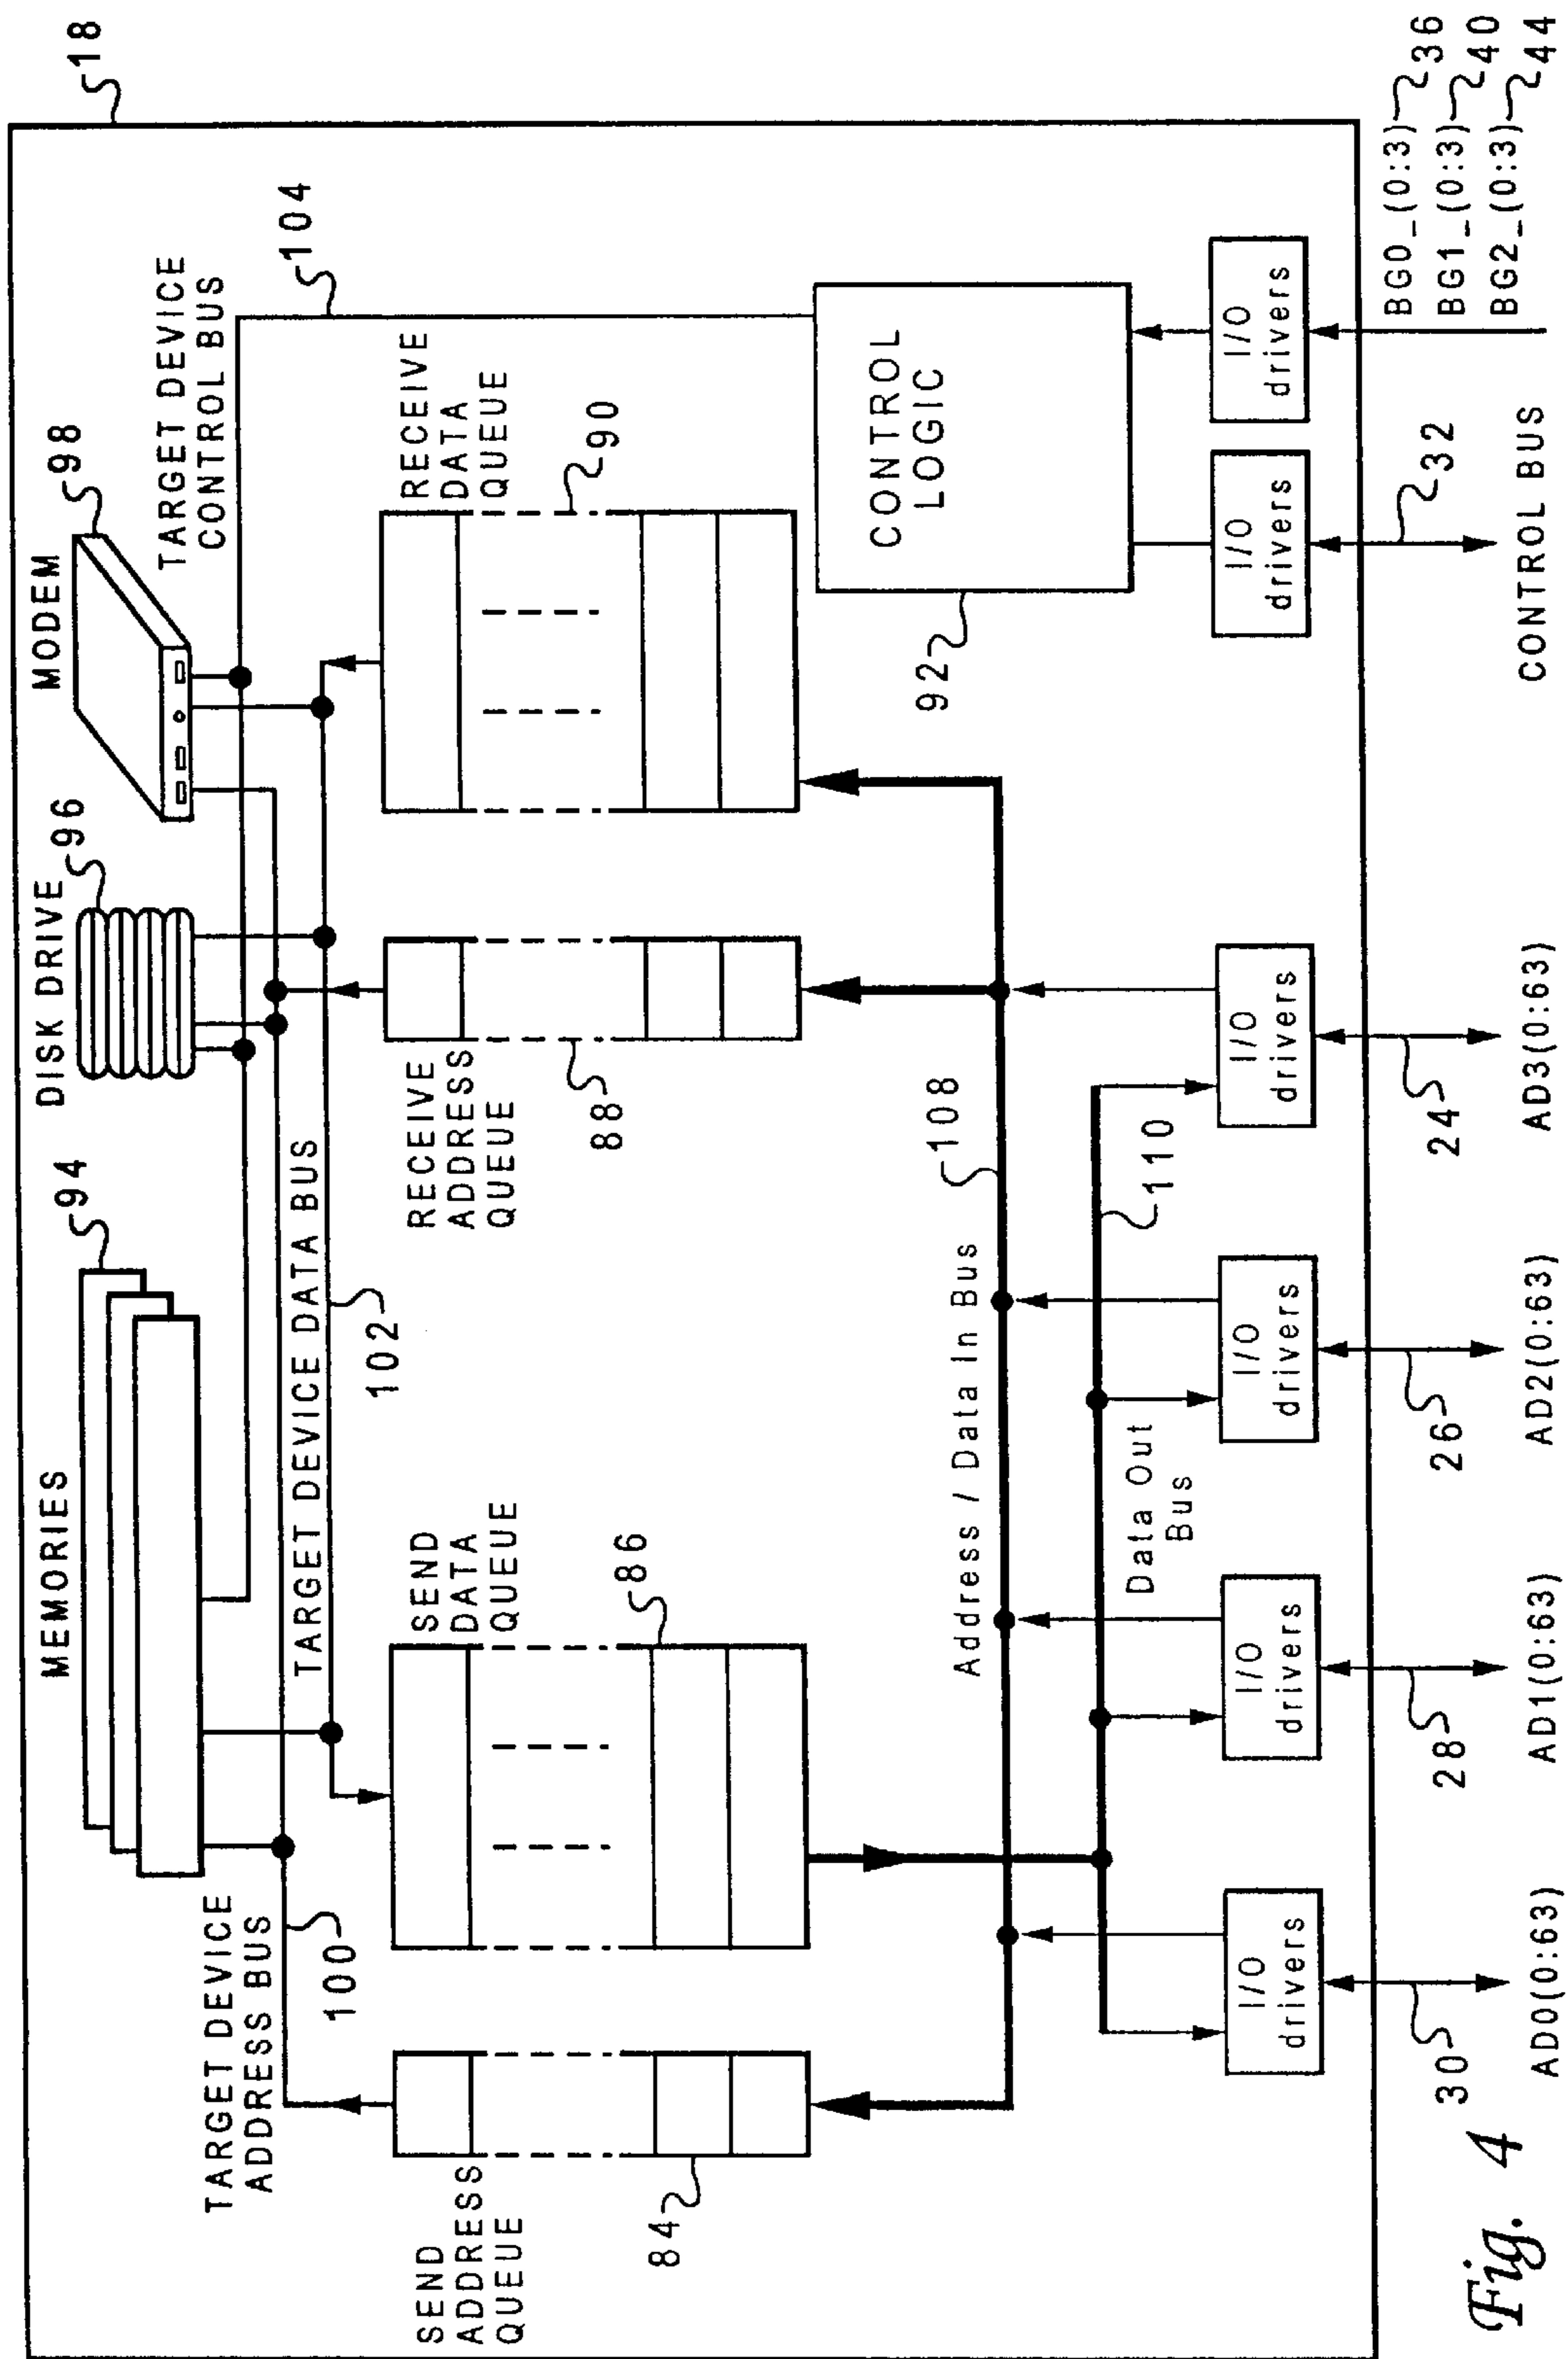 18
MEMORIES
94
DISK DRIVE
96
MODEM
98
TARGET DEVICE
ADDRESS BUS
100
TARGET DEVICE DATA BUS
102
TARGET DEVICE
CONTROL BUS
104
SEND
ADDRESS
QUEUE
84
SEND
DATA
QUEUE
86
RECEIVE
ADDRESS
QUEUE
88
RECEIVE
DATA
QUEUE
90
CONTROL
LOGIC
92
Address / Data In Bus
108
Data Out
Bus
110
I/O
drivers
I/O
drivers
I/O
drivers
I/O
drivers
I/O
drivers
I/O
drivers
30
28
26
24
32
AD0(0:63)
AD1(0:63)
AD2(0:63)
AD3(0:63)
CONTROL BUS
BG0_(0:3) 36
BG1_(0:3) 40
BG2_(0:3) 44
Fig. 4